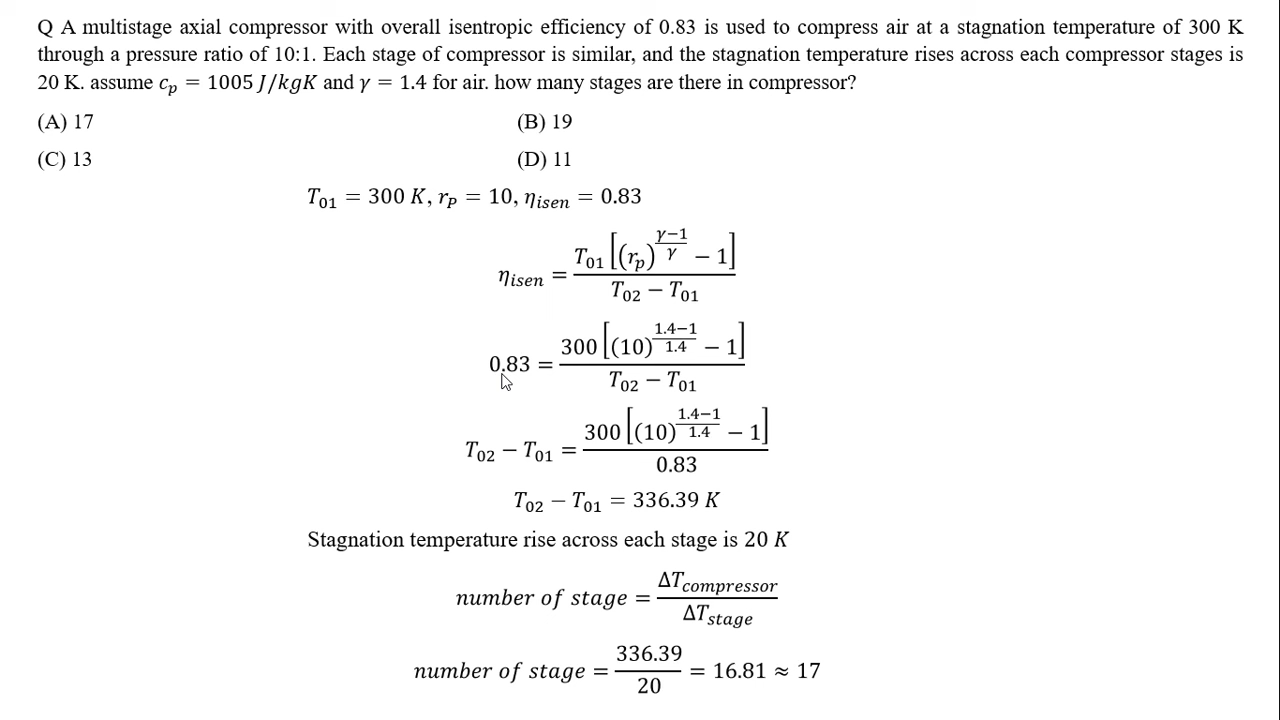 Q A multistage axial compressor with overall isentropic efficiency of 0.83 is used to compress air at a stagnation temperature of 300 K
through a pressure ratio of 10:1. Each stage of compressor is similar, and the stagnation temperature rises across each compressor stages is
20 K. assume c_p = 1005 J/kgK and γ = 1.4 for air. how many stages are there in compressor?
(A) 17 (B) 19
(C) 13 (D) 11
T_01 = 300 K, r_P = 10, η_isen = 0.83
η_isen = T_01 [(r_p)^((γ−1)/γ) − 1] / (T_02 − T_01)
0.83 = 300 [(10)^((1.4−1)/1.4) − 1] / (T_02 − T_01)
T_02 − T_01 = 300 [(10)^((1.4−1)/1.4) − 1] / 0.83
T_02 − T_01 = 336.39 K
Stagnation temperature rise across each stage is 20 K
number of stage = ΔT_compressor / ΔT_stage
number of stage = 336.39 / 20 = 16.81 ≈ 17